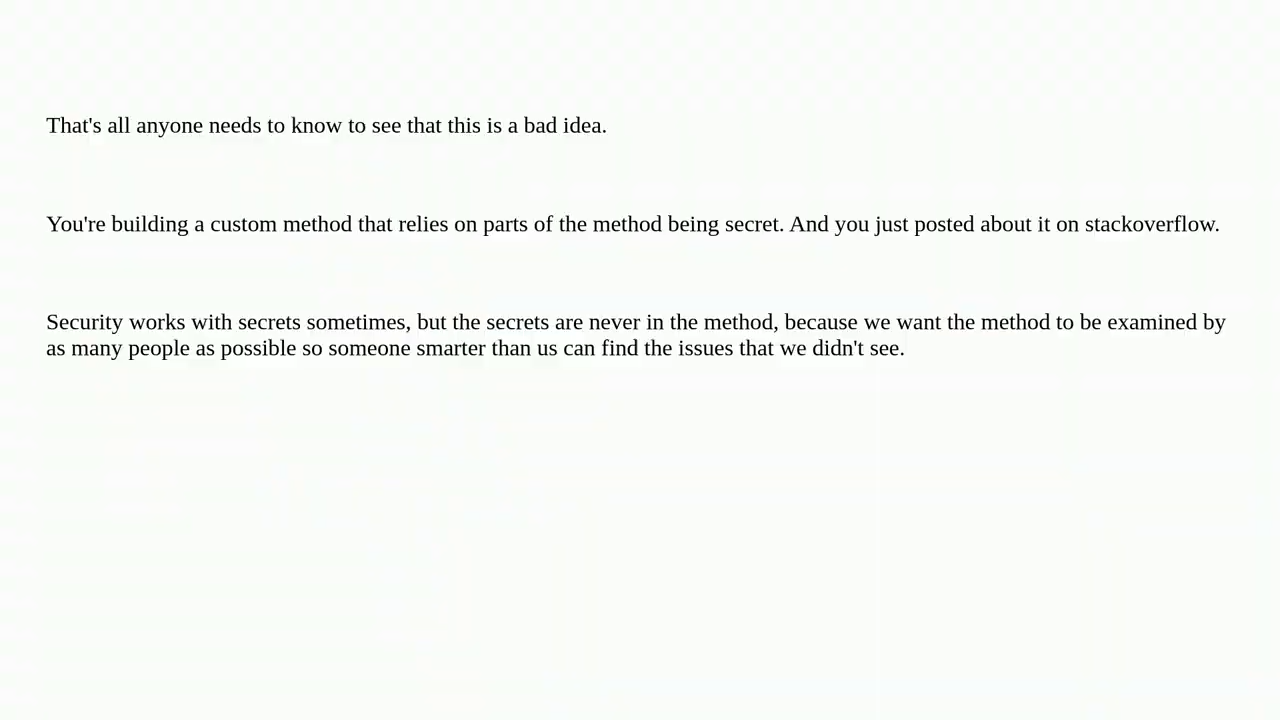 That's all anyone needs to know to see that this is a bad idea.
You're building a custom method that relies on parts of the method being secret. And you just posted about it on stackoverflow.
Security works with secrets sometimes, but the secrets are never in the method, because we want the method to be examined by
as many people as possible so someone smarter than us can find the issues that we didn't see.